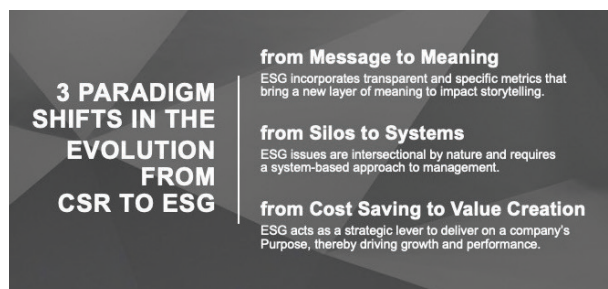 3 PARADIGM
SHIFTS IN THE
EVOLUTION
FROM
CSR TO ESG
from Message to Meaning
ESG incorporates transparent and specific metrics that
bring a new layer of meaning to impact storytelling.
from Silos to Systems
ESG issues are intersectional by nature and requires
a system-based approach to management.
from Cost Saving to Value Creation
ESG acts as a strategic lever to deliver on a company's
Purpose, thereby driving growth and performance.